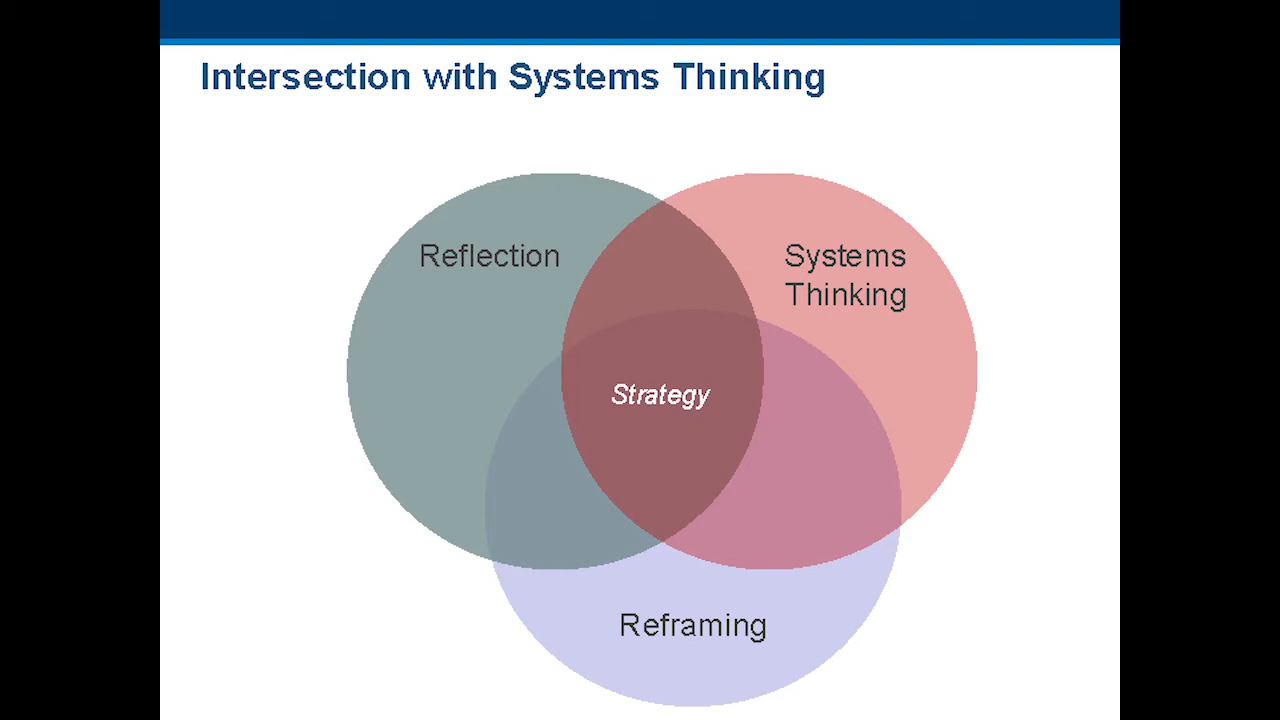 Intersection with Systems Thinking
Reflection
Systems
Thinking
Strategy
Reframing